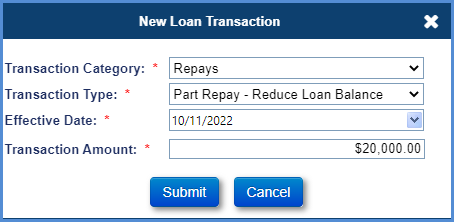 New Loan Transaction
Transaction Category: * Repays
Transaction Type: * Part Repay - Reduce Loan Balance
Effective Date: * 10/11/2022
Transaction Amount: * $20,000.00
Submit Cancel